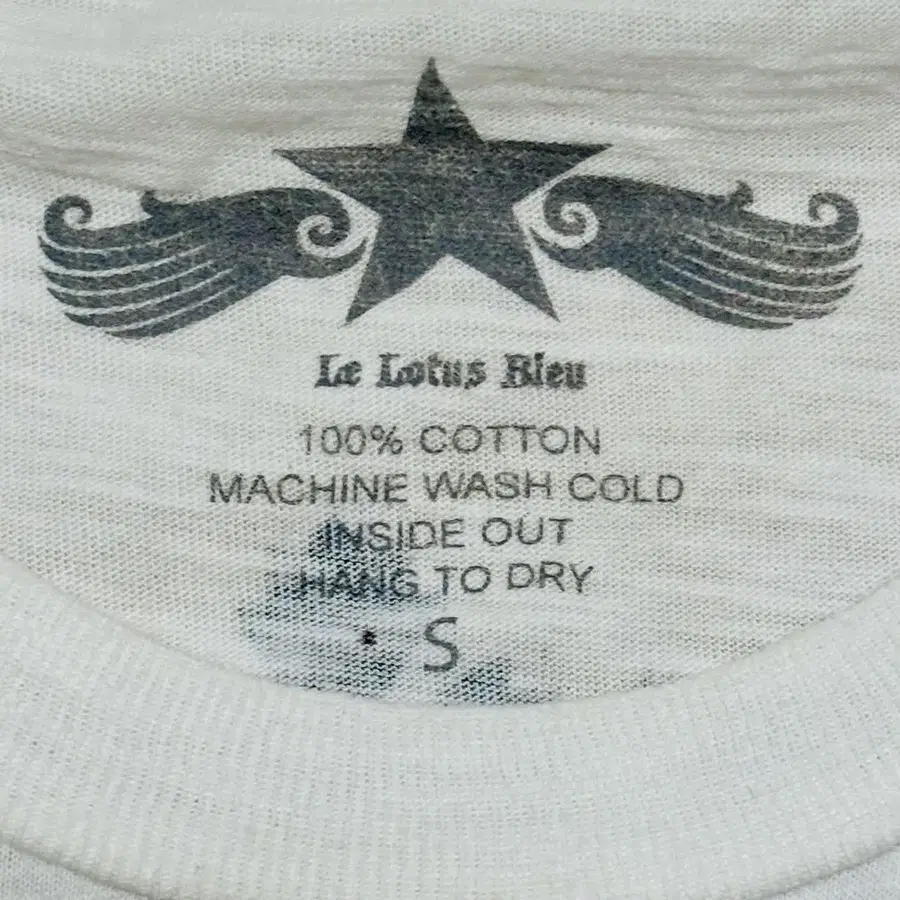 Le Lotus Bleu
100% COTTON
MACHINE WASH COLD
INSIDE OUT
HANG TO DRY
S